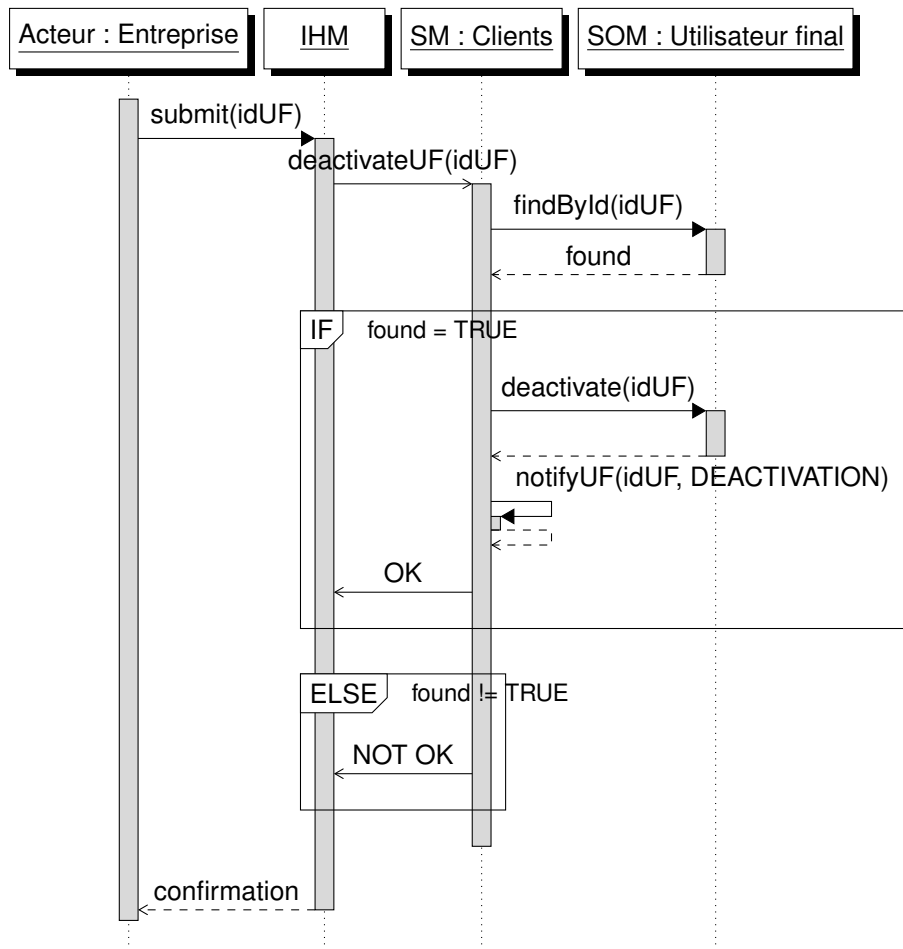 Acteur : Entreprise
IHM
SM : Clients
SOM : Utilisateur final
submit(idUF)
deactivateUF(idUF)
findById(idUF)
found
IF
found = TRUE
deactivate(idUF)
notifyUF(idUF, DEACTIVATION)
OK
ELSE
found != TRUE
NOT OK
confirmation